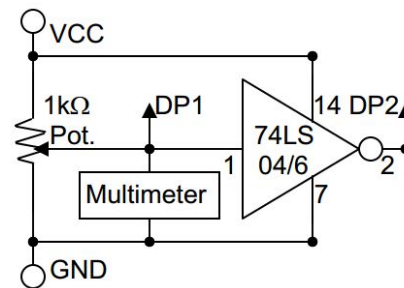 VCC
1kΩ
Pot.
DP1
14 DP2
74LS
04/6
1
2
7
Multimeter
GND